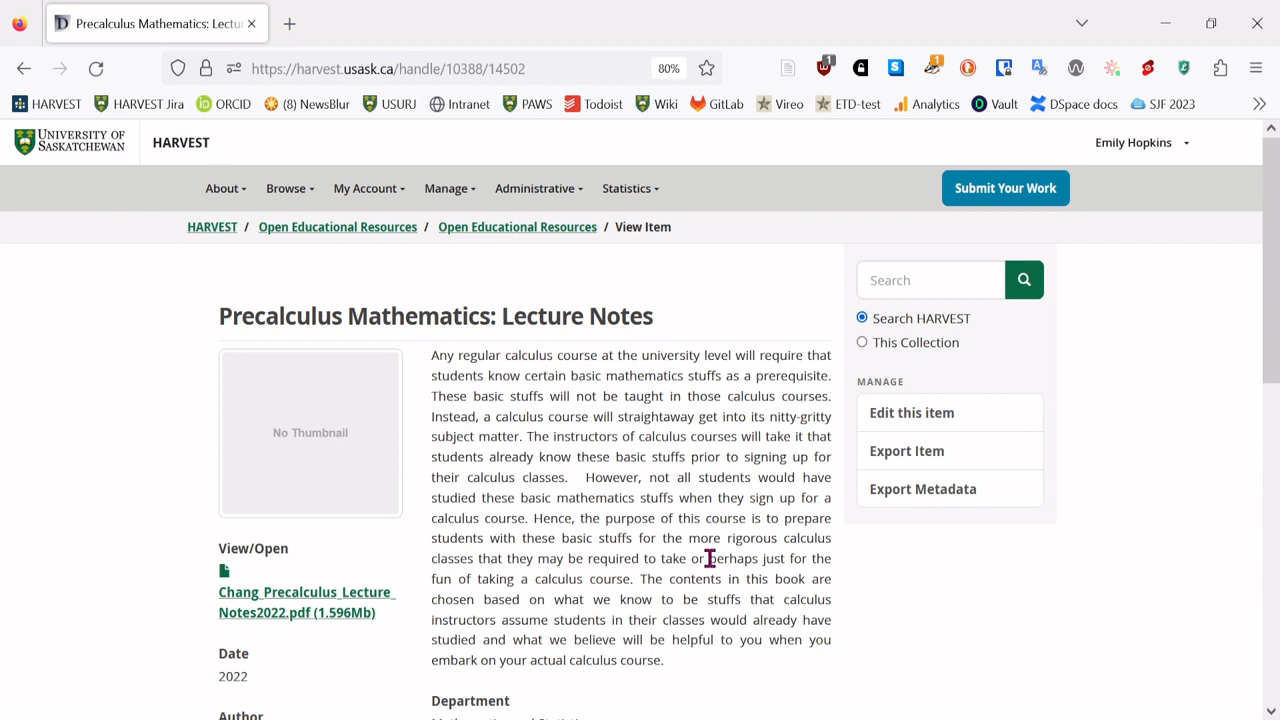 Precalculus Mathematics: Lectur
https://harvest.usask.ca/handle/10388/14502
80%
HARVEST
HARVEST Jira
ORCID
(8) NewsBlur
USURJ
Intranet
PAWS
Todoist
Wiki
GitLab
Vireo
ETD-test
Analytics
Vault
DSpace docs
SJF 2023
UNIVERSITY OF
SASKATCHEWAN
HARVEST
Emily Hopkins
About
Browse
My Account
Manage
Administrative
Statistics
Submit Your Work
HARVEST / Open Educational Resources / Open Educational Resources / View Item
Precalculus Mathematics: Lecture Notes
No Thumbnail
View/Open
Chang_Precalculus_Lecture_
Notes2022.pdf (1.596Mb)
Date
2022
Author
Any regular calculus course at the university level will require that
students know certain basic mathematics stuffs as a prerequisite.
These basic stuffs will not be taught in those calculus courses.
Instead, a calculus course will straightaway get into its nitty-gritty
subject matter. The instructors of calculus courses will take it that
students already know these basic stuffs prior to signing up for
their calculus classes. However, not all students would have
studied these basic mathematics stuffs when they sign up for a
calculus course. Hence, the purpose of this course is to prepare
students with these basic stuffs for the more rigorous calculus
classes that they may be required to take or perhaps just for the
fun of taking a calculus course. The contents in this book are
chosen based on what we know to be stuffs that calculus
instructors assume students in their classes would already have
studied and what we believe will be helpful to you when you
embark on your actual calculus course.
Department
Mathematics and Statistics
Search
Search HARVEST
This Collection
MANAGE
Edit this item
Export Item
Export Metadata